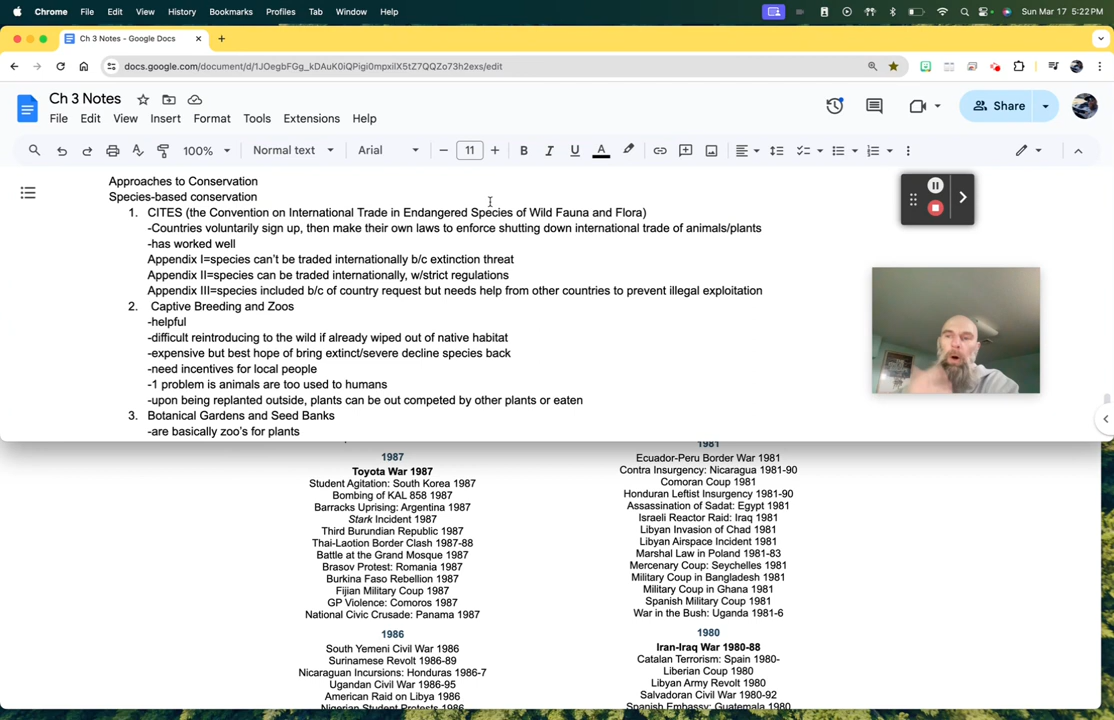 Chrome File Edit View History Bookmarks Profiles Tab Window Help Sun Mar 17 5:22PM
Ch 3 Notes - Google Docs
docs.google.com/document/d/1JOegbFGg_kDAuK0iQPigi0mpxilX5tZ7QQZo73h2exs/edit
Ch 3 Notes
Share
File Edit View Insert Format Tools Extensions Help
100% Normal text Arial 11
Approaches to Conservation
Species-based conservation
1. CITES (the Convention on International Trade in Endangered Species of Wild Fauna and Flora)
-Countries voluntarily sign up, then make their own laws to enforce shutting down international trade of animals/plants
-has worked well
Appendix I=species can't be traded internationally b/c extinction threat
Appendix II=species can be traded internationally, w/strict regulations
Appendix III=species included b/c of country request but needs help from other countries to prevent illegal exploitation
2. Captive Breeding and Zoos
-helpful
-difficult reintroducing to the wild if already wiped out of native habitat
-expensive but best hope of bring extinct/severe decline species back
-need incentives for local people
-1 problem is animals are too used to humans
-upon being replanted outside, plants can be out competed by other plants or eaten
3. Botanical Gardens and Seed Banks
-are basically zoo's for plants
1987
Toyota War 1987
Student Agitation: South Korea 1987
Bombing of KAL 858 1987
Barracks Uprising: Argentina 1987
Stark Incident 1987
Third Burundian Republic 1987
Thai-Laotion Border Clash 1987-88
Battle at the Grand Mosque 1987
Brasov Protest: Romania 1987
Burkina Faso Rebellion 1987
Fijian Military Coup 1987
GP Violence: Comoros 1987
National Civic Crusade: Panama 1987
1986
South Yemeni Civil War 1986
Surinamese Revolt 1986-89
Nicaraguan Incursions: Honduras 1986-7
Ugandan Civil War 1986-95
American Raid on Libya 1986
Nigerian Student Protests 1986
1981
Ecuador-Peru Border War 1981
Contra Insurgency: Nicaragua 1981-90
Comoran Coup 1981
Honduran Leftist Insurgency 1981-90
Assassination of Sadat: Egypt 1981
Israeli Reactor Raid: Iraq 1981
Libyan Invasion of Chad 1981
Libyan Airspace Incident 1981
Marshal Law in Poland 1981-83
Mercenary Coup: Seychelles 1981
Military Coup in Bangladesh 1981
Military Coup in Ghana 1981
Spanish Military Coup 1981
War in the Bush: Uganda 1981-6
1980
Iran-Iraq War 1980-88
Catalan Terrorism: Spain 1980-
Liberian Coup 1980
Libyan Army Revolt 1980
Salvadoran Civil War 1980-92
Spanish Embassy: Guatemala 1980